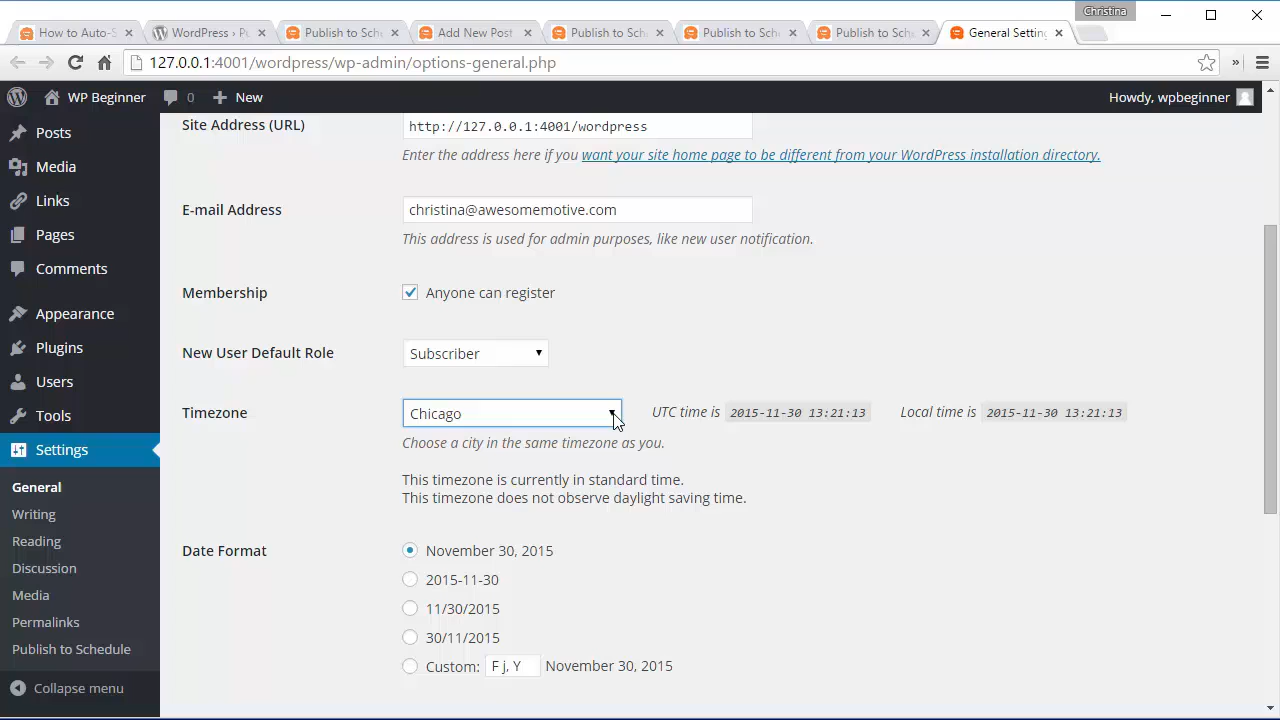 Christina
How to Auto-S
WordPress › Pu
Publish to Sche
Add New Post
Publish to Sche
Publish to Sche
Publish to Sche
General Setting
127.0.0.1:4001/wordpress/wp-admin/options-general.php
WP Beginner
0
New
Howdy, wpbeginner
Posts
Media
Links
Pages
Comments
Appearance
Plugins
Users
Tools
Settings
General
Writing
Reading
Discussion
Media
Permalinks
Publish to Schedule
Collapse menu
Site Address (URL)
http://127.0.0.1:4001/wordpress
Enter the address here if you want your site home page to be different from your WordPress installation directory.
E-mail Address
christina@awesomemotive.com
This address is used for admin purposes, like new user notification.
Membership
Anyone can register
New User Default Role
Subscriber
Timezone
Chicago
UTC time is 2015-11-30 13:21:13
Local time is 2015-11-30 13:21:13
Choose a city in the same timezone as you.
This timezone is currently in standard time.
This timezone does not observe daylight saving time.
Date Format
November 30, 2015
2015-11-30
11/30/2015
30/11/2015
Custom: F j, Y November 30, 2015